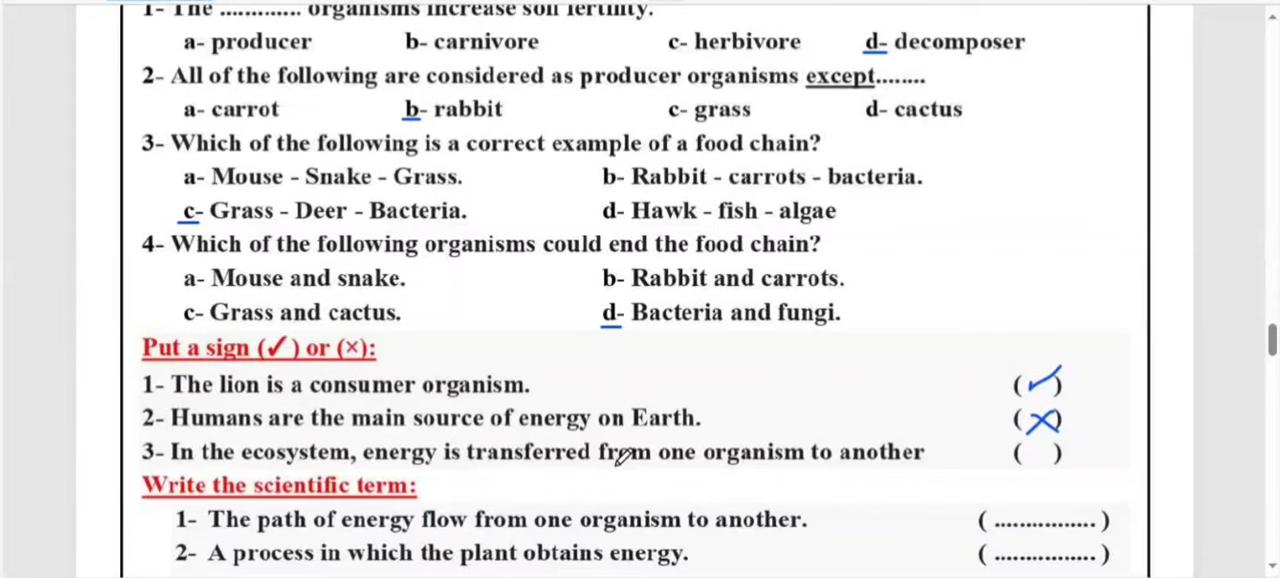 1- The ............. organisms increase soil fertility.
a- producer b- carnivore c- herbivore d- decomposer
2- All of the following are considered as producer organisms except........
a- carrot b- rabbit c- grass d- cactus
3- Which of the following is a correct example of a food chain?
a- Mouse - Snake - Grass. b- Rabbit - carrots - bacteria.
c- Grass - Deer - Bacteria. d- Hawk - fish - algae
4- Which of the following organisms could end the food chain?
a- Mouse and snake. b- Rabbit and carrots.
c- Grass and cactus. d- Bacteria and fungi.
Put a sign (✓) or (×):
1- The lion is a consumer organism. (✓)
2- Humans are the main source of energy on Earth. (×)
3- In the ecosystem, energy is transferred from one organism to another ( )
Write the scientific term:
1- The path of energy flow from one organism to another. ( ................ )
2- A process in which the plant obtains energy. ( ................ )